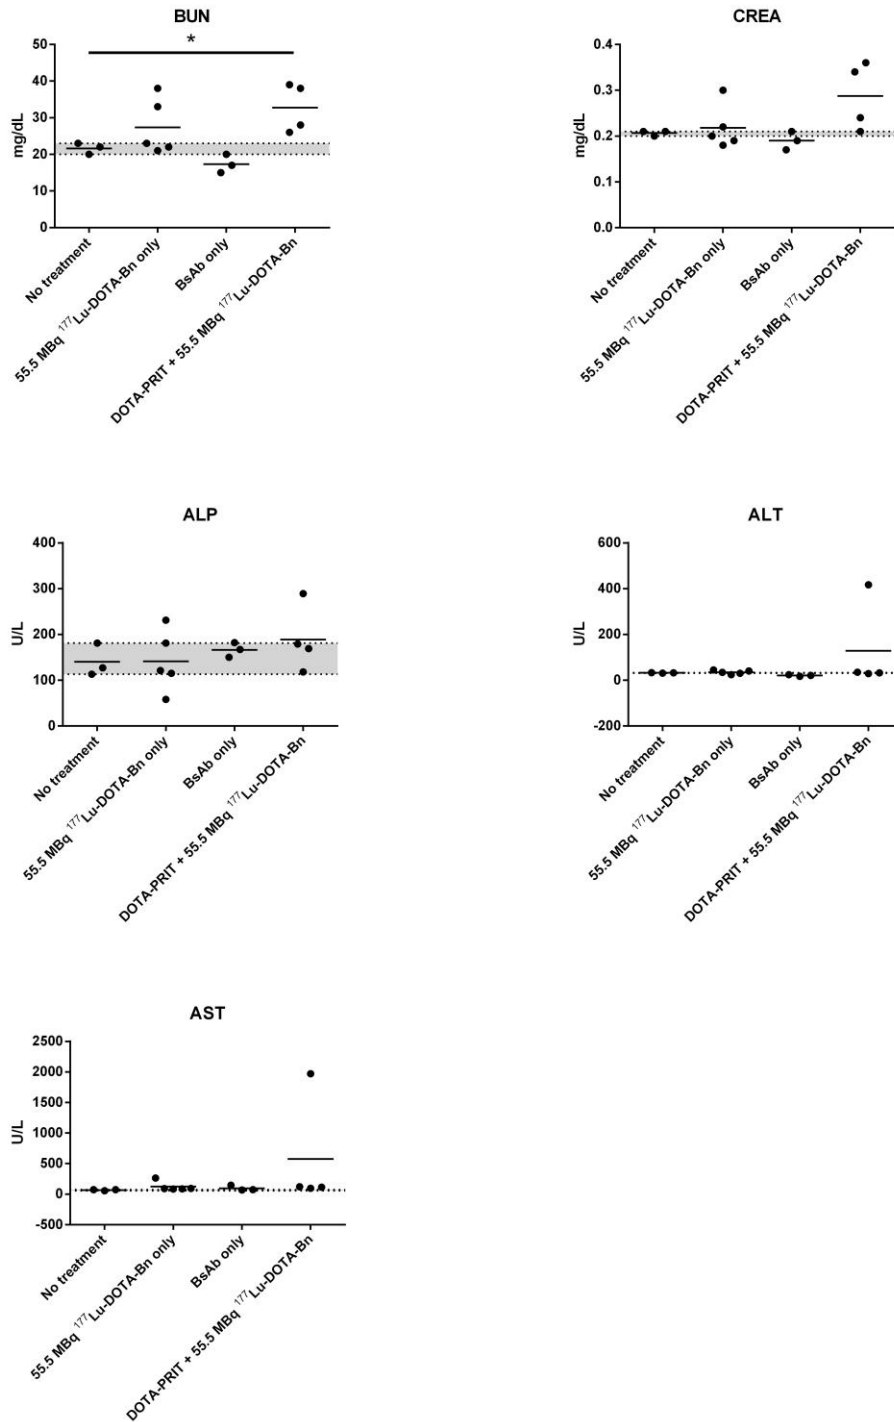 BUN
*
mg/dL
50
40
30
20
10
0
No treatment
55.5 MBq ¹⁷⁷Lu-DOTA-Bn only
BsAb only
DOTA-PRIT + 55.5 MBq ¹⁷⁷Lu-DOTA-Bn
CREA
mg/dL
0.4
0.3
0.2
0.1
0.0
No treatment
55.5 MBq ¹⁷⁷Lu-DOTA-Bn only
BsAb only
DOTA-PRIT + 55.5 MBq ¹⁷⁷Lu-DOTA-Bn
ALP
U/L
400
300
200
100
0
No treatment
55.5 MBq ¹⁷⁷Lu-DOTA-Bn only
BsAb only
DOTA-PRIT + 55.5 MBq ¹⁷⁷Lu-DOTA-Bn
ALT
U/L
600
400
200
0
-200
No treatment
55.5 MBq ¹⁷⁷Lu-DOTA-Bn only
BsAb only
DOTA-PRIT + 55.5 MBq ¹⁷⁷Lu-DOTA-Bn
AST
U/L
2500
2000
1500
1000
500
0
-500
No treatment
55.5 MBq ¹⁷⁷Lu-DOTA-Bn only
BsAb only
DOTA-PRIT + 55.5 MBq ¹⁷⁷Lu-DOTA-Bn